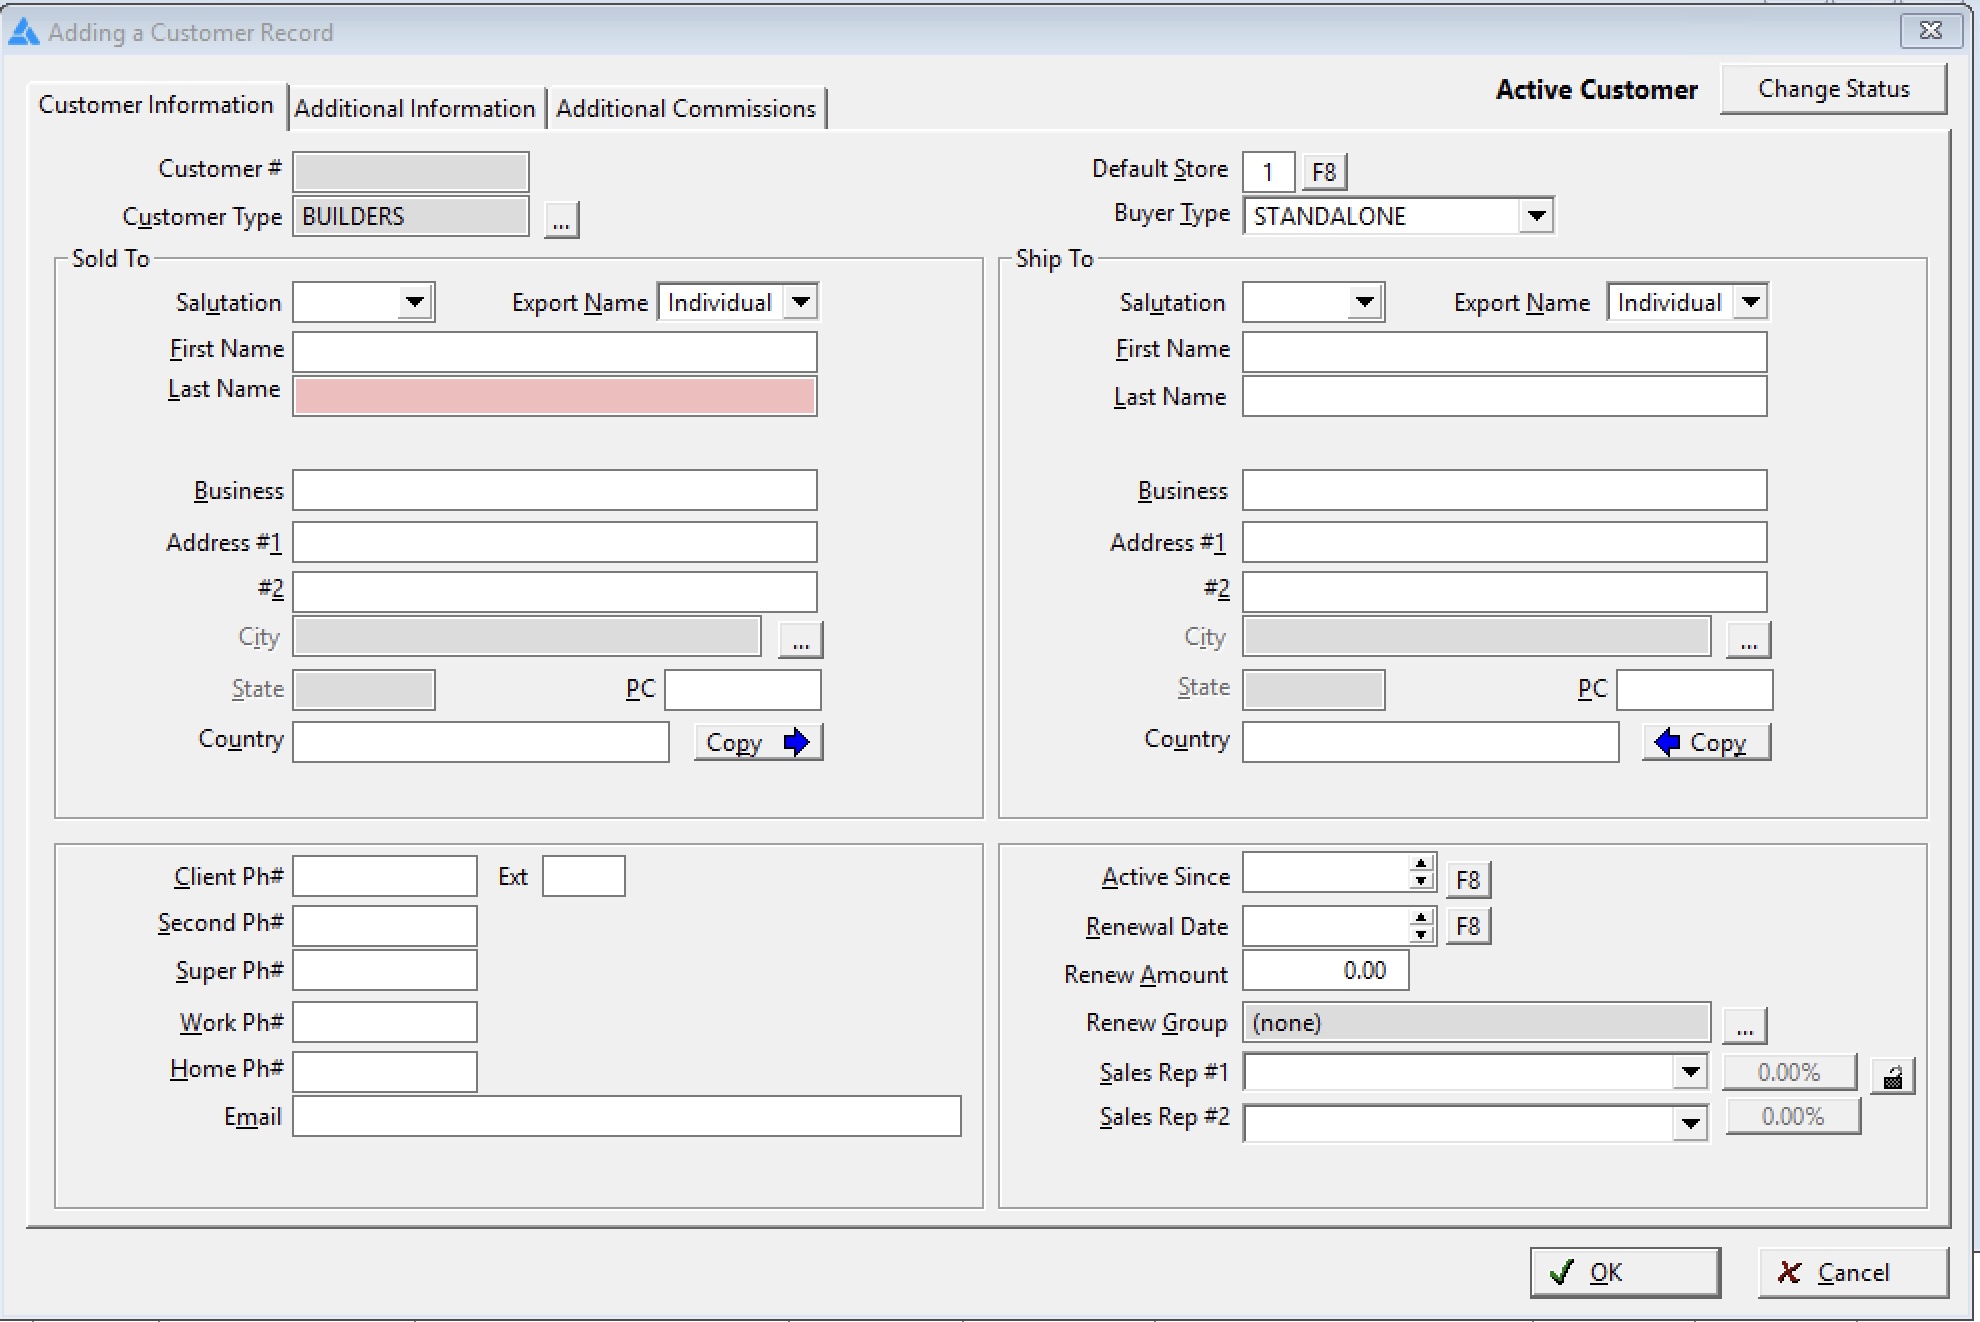 Adding a Customer Record
Customer Information
Additional Information
Additional Commissions
Active Customer
Change Status
Customer #
Customer Type BUILDERS ...
Default Store 1 F8
Buyer Type STANDALONE
Sold To
Salutation Export Name Individual
First Name
Last Name
Business
Address #1
#2
City ...
State PC
Country Copy
Ship To
Salutation Export Name Individual
First Name
Last Name
Business
Address #1
#2
City ...
State PC
Country Copy
Client Ph# Ext
Second Ph#
Super Ph#
Work Ph#
Home Ph#
Email
Active Since F8
Renewal Date F8
Renew Amount 0.00
Renew Group (none) ...
Sales Rep #1 0.00%
Sales Rep #2 0.00%
OK
Cancel